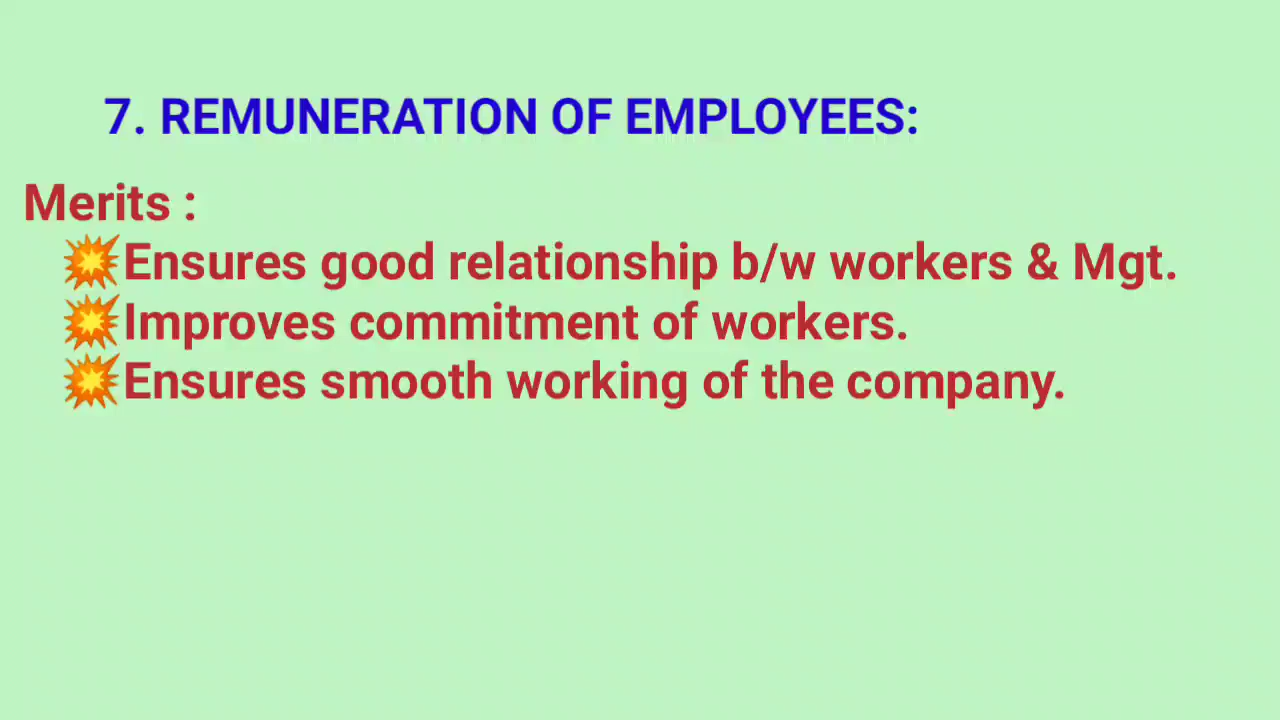 7. REMUNERATION OF EMPLOYEES:
Merits :
💥Ensures good relationship b/w workers & Mgt.
💥Improves commitment of workers.
💥Ensures smooth working of the company.